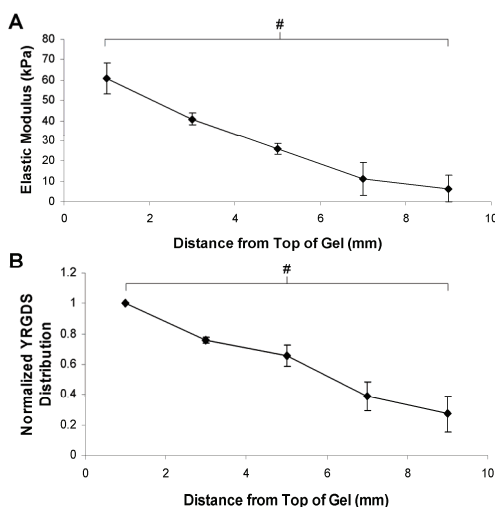 A
#
Elastic Modulus (kPa)
80
70
60
50
40
30
20
10
0
0 2 4 6 8 10
Distance from Top of Gel (mm)
B
#
Normalized YRGDS
Distribution
1.2
1
0.8
0.6
0.4
0.2
0
0 2 4 6 8 10
Distance from Top of Gel (mm)